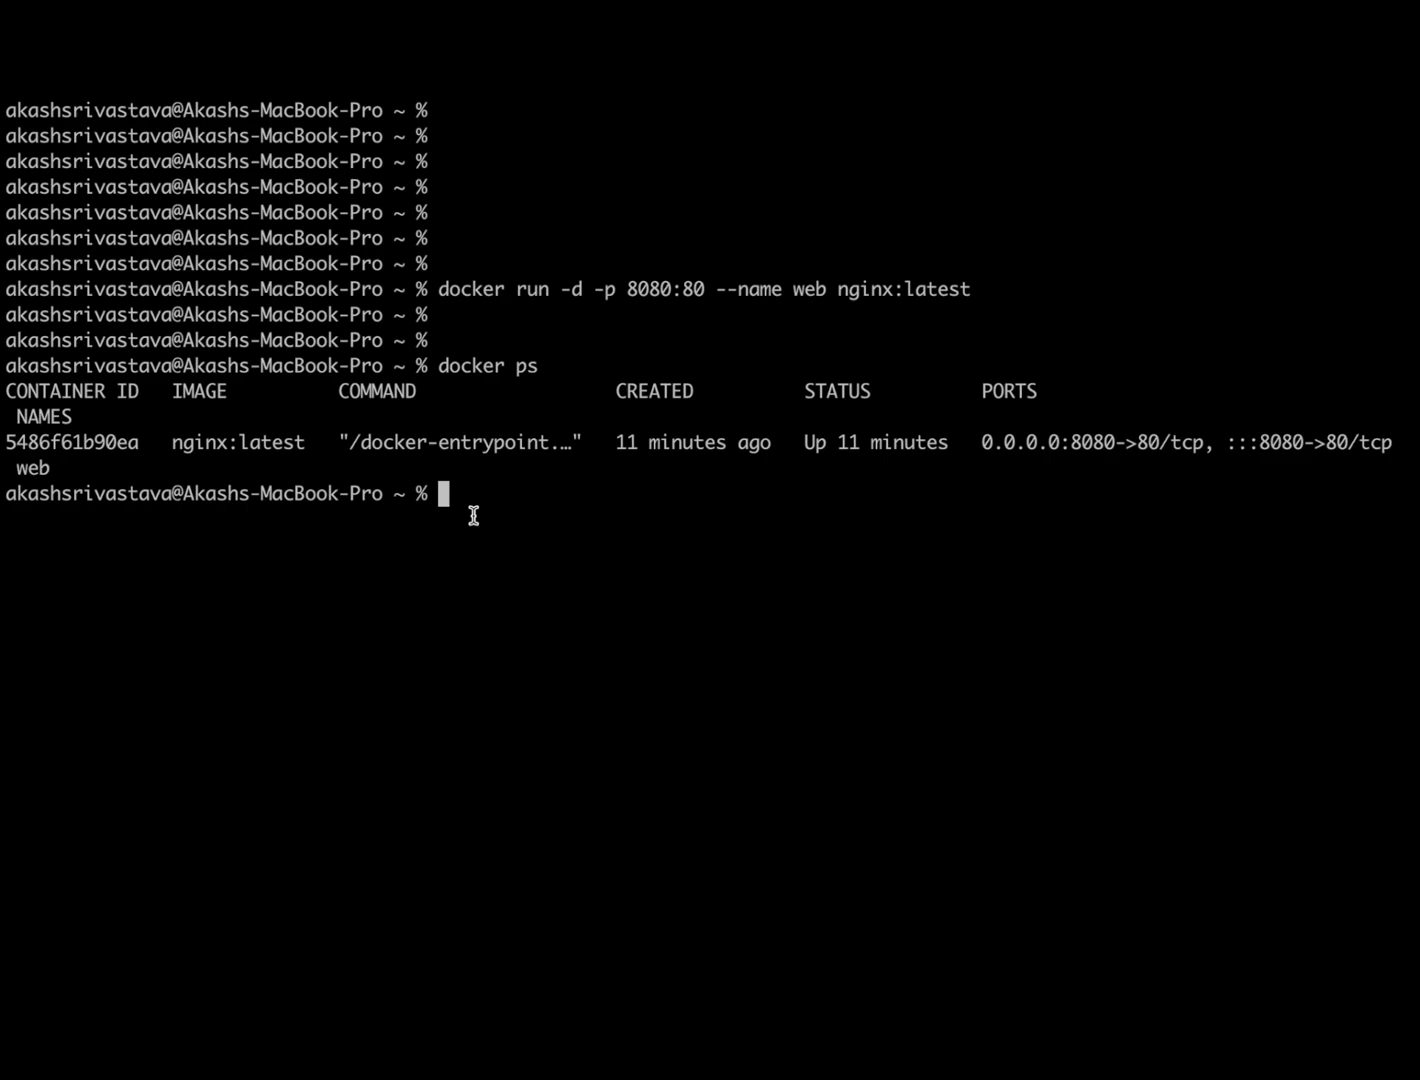 akashsrivastava@Akashs-MacBook-Pro ~ %
akashsrivastava@Akashs-MacBook-Pro ~ %
akashsrivastava@Akashs-MacBook-Pro ~ %
akashsrivastava@Akashs-MacBook-Pro ~ %
akashsrivastava@Akashs-MacBook-Pro ~ %
akashsrivastava@Akashs-MacBook-Pro ~ %
akashsrivastava@Akashs-MacBook-Pro ~ %
akashsrivastava@Akashs-MacBook-Pro ~ % docker run -d -p 8080:80 --name web nginx:latest
akashsrivastava@Akashs-MacBook-Pro ~ %
akashsrivastava@Akashs-MacBook-Pro ~ %
akashsrivastava@Akashs-MacBook-Pro ~ % docker ps
CONTAINER ID   IMAGE          COMMAND                  CREATED          STATUS          PORTS
 NAMES
5486f61b90ea   nginx:latest   "/docker-entrypoint.…"   11 minutes ago   Up 11 minutes   0.0.0.0:8080->80/tcp, :::8080->80/tcp
 web
akashsrivastava@Akashs-MacBook-Pro ~ %